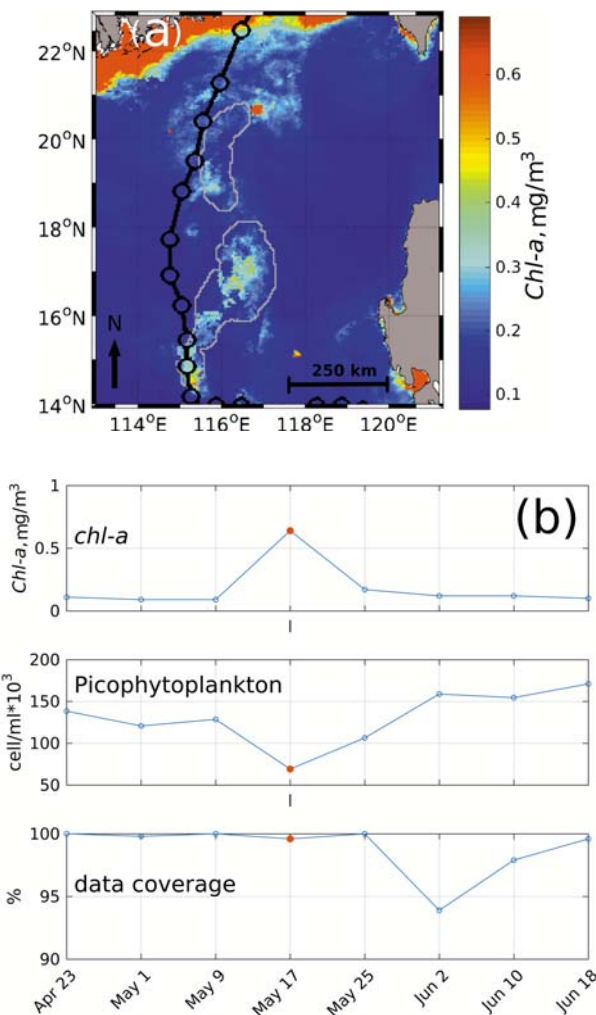 (a)
22°N
20°N
18°N
16°N
14°N
N
250 km
114°E 116°E 118°E 120°E
0.6
0.5
0.4
0.3
0.2
0.1
Chl-a, mg/m³
(b)
chl-a
Chl-a, mg/m³
1
0.5
0
Picophytoplankton
cell/ml*10³
200
150
100
50
data coverage
%
100
95
90
Apr 23 May 1 May 9 May 17 May 25 Jun 2 Jun 10 Jun 18